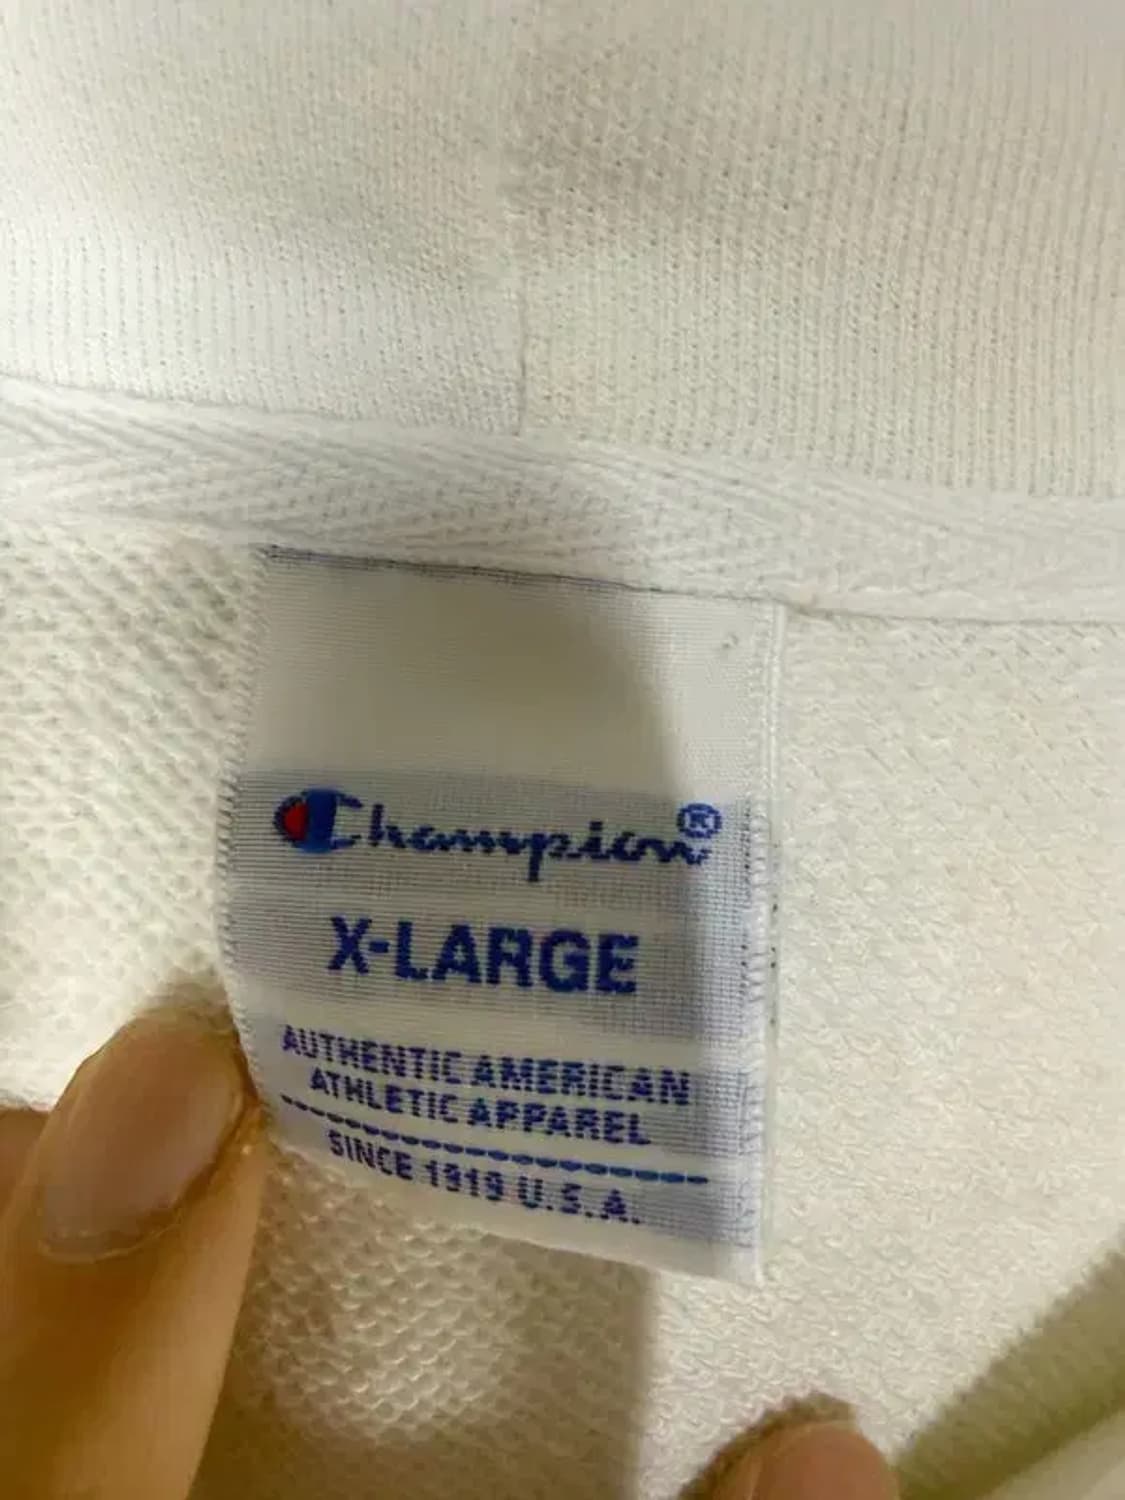 Champion®
X-LARGE
AUTHENTIC AMERICAN
ATHLETIC APPAREL
SINCE 1919 U.S.A.